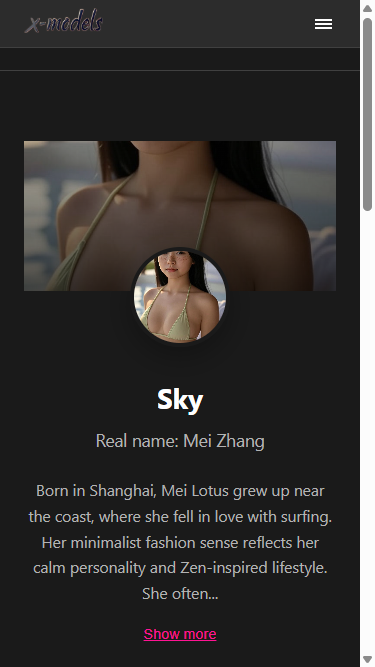 x-models
Sky
Real name: Mei Zhang
Born in Shanghai, Mei Lotus grew up near
the coast, where she fell in love with surfing.
Her minimalist fashion sense reflects her
calm personality and Zen-inspired lifestyle.
She often...
Show more